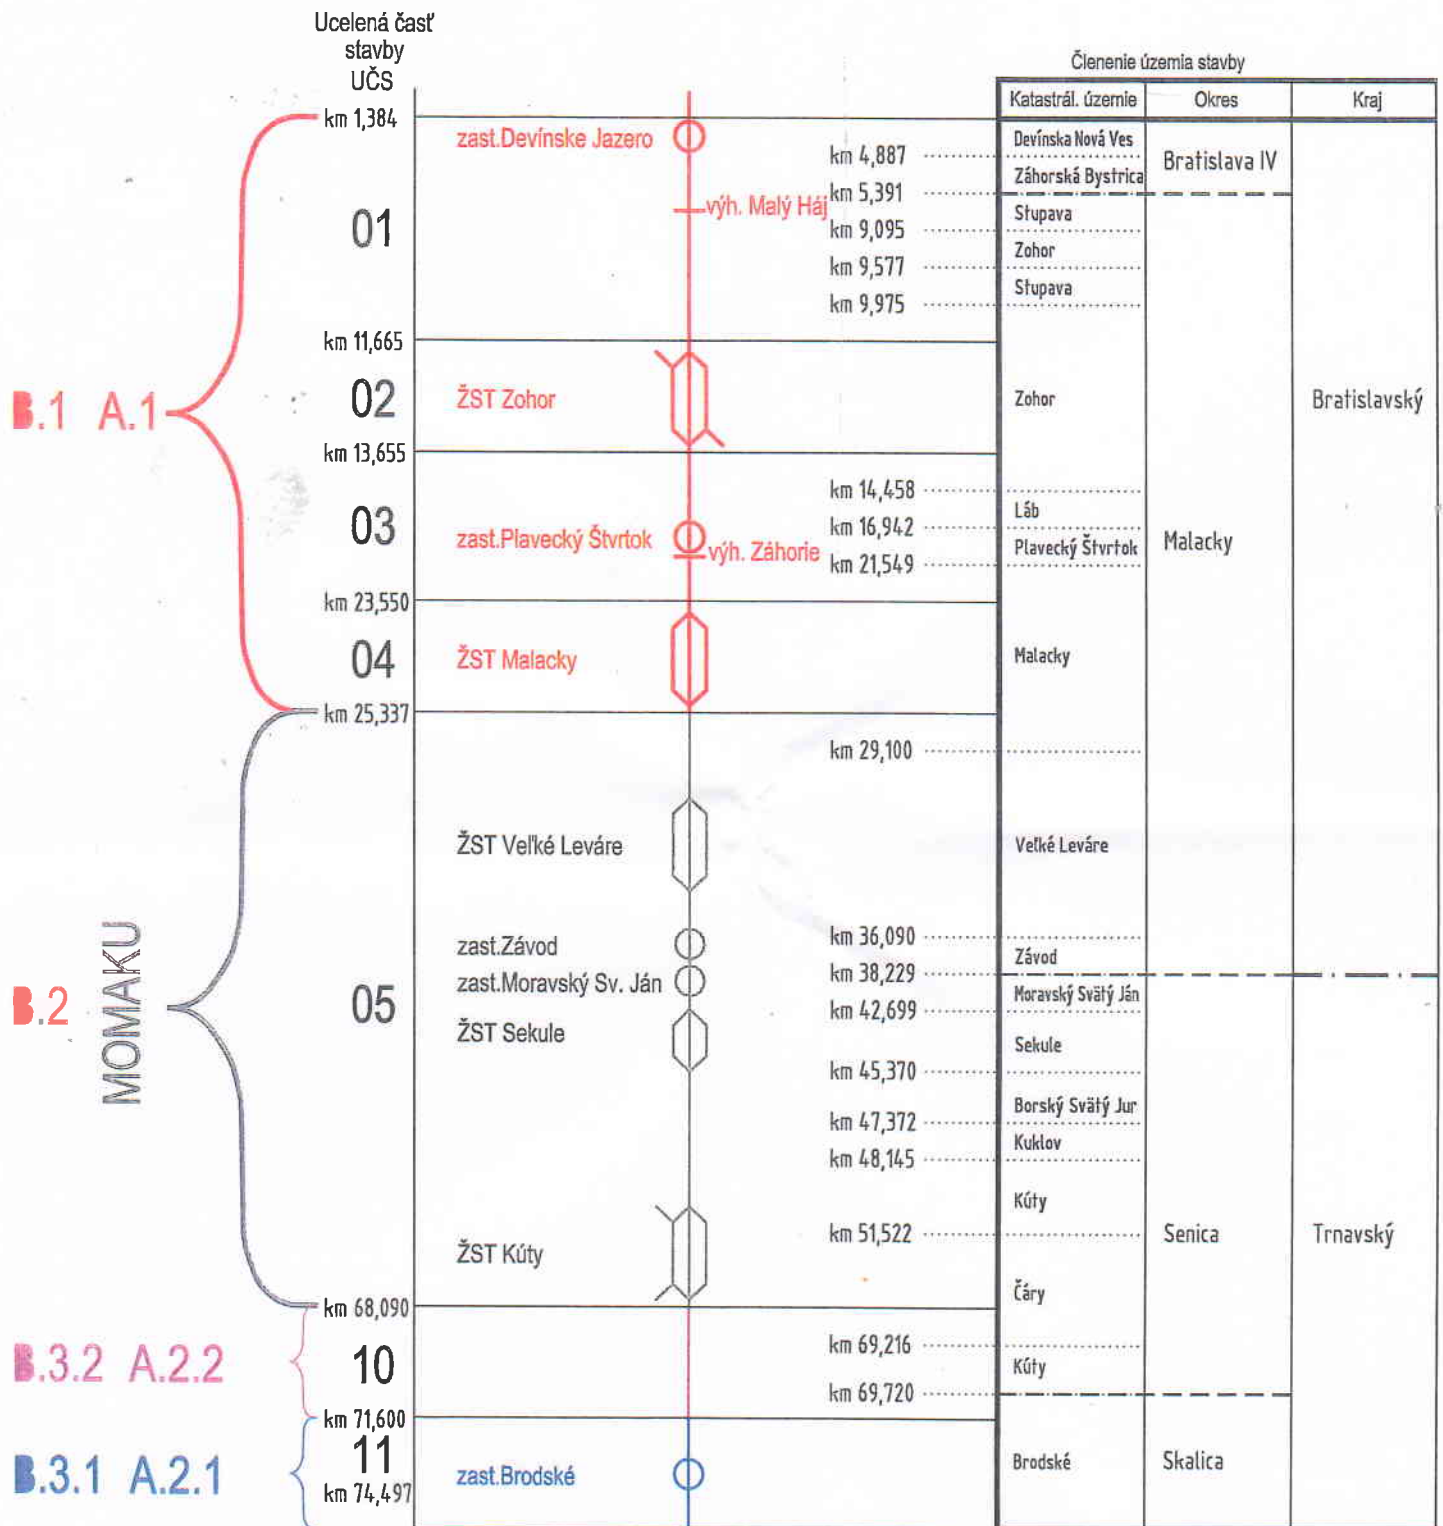 Ucelená časť
stavby
UČS
Členenie územia stavby
Katastrál. územnie
Okres
Kraj
km 1,384
zast.Devínske Jazero
km 4,887
Devínska Nová Ves
Bratislava IV
Záhorská Bystrica
km 5,391
výh. Malý Háj
Stupava
01
km 9,095
Zohor
km 9,577
Stupava
km 9,975
km 11,665
B.1 A.1
02
ŽST Zohor
Zohor
Bratislavský
km 13,655
km 14,458
Láb
03
km 16,942
zast.Plavecký Štvrtok
výh. Záhorie
Plavecký Štvrtok
Malacky
km 21,549
km 23,550
04
ŽST Malacky
Malacky
km 25,337
km 29,100
ŽST Veľké Leváre
Veľké Leváre
km 36,090
zast.Závod
Závod
km 38,229
zast.Moravský Sv. Ján
Moravský Svätý Ján
B.2
MOMAKU
05
km 42,699
ŽST Sekule
Sekule
km 45,370
Borský Svätý Jur
km 47,372
Kuklov
km 48,145
Kúty
km 51,522
Senica
Trnavský
ŽST Kúty
Čáry
km 68,090
km 69,216
B.3.2 A.2.2
10
Kúty
km 69,720
km 71,600
11
B.3.1 A.2.1
zast.Brodské
Brodské
Skalica
km 74,497